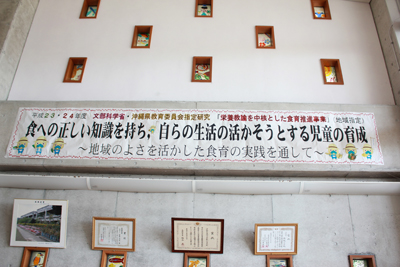 平成23・24年度 文部科学省・沖縄県教育委員会指定研究 「栄養教諭を中核とした食育推進事業」 地域指定)
食への正しい知識を持ち，自らの生活の活かそうとする児童の育成
～地域のよさを活かした食育の実践を通して～